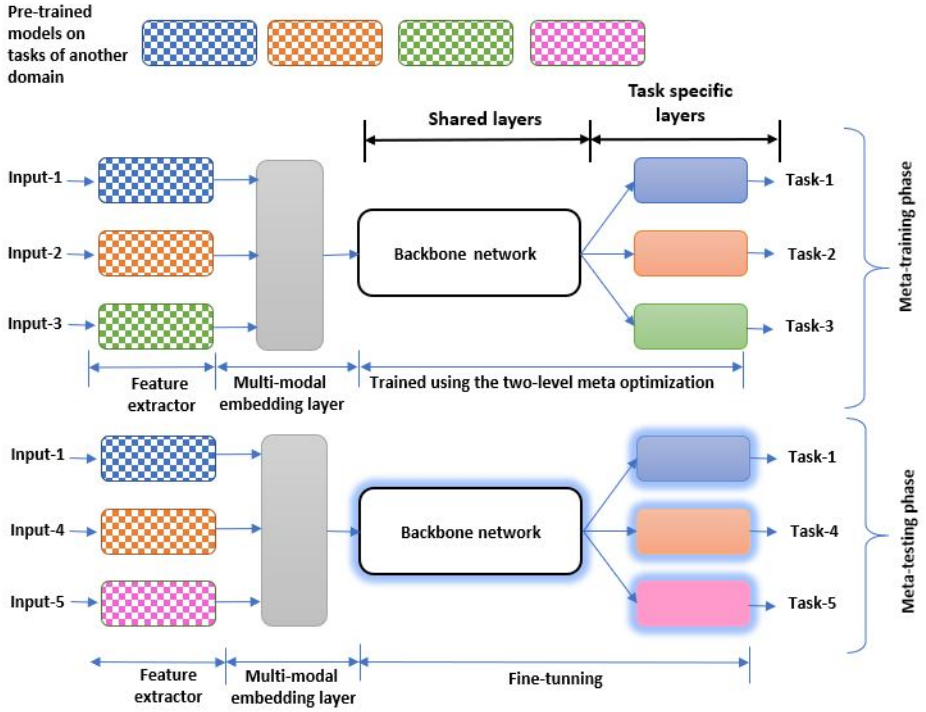 Pre-trained
models on
tasks of another
domain
Shared layers
Task specific
layers
Input-1
Task-1
Input-2
Backbone network
Task-2
Input-3
Task-3
Feature
extractor
Multi-modal
embedding layer
Trained using the two-level meta optimization
Meta-training phase
Input-1
Task-1
Input-4
Backbone network
Task-4
Input-5
Task-5
Feature
extractor
Multi-modal
embedding layer
Fine-tunning
Meta-testing phase